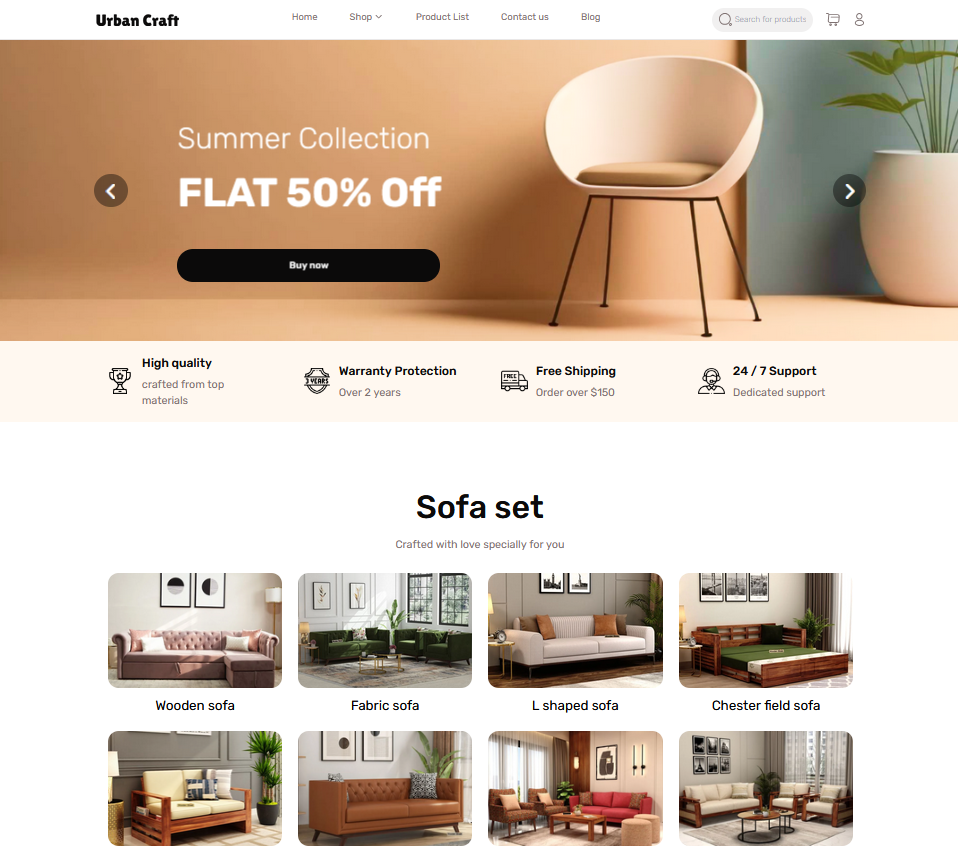 Urban Craft
Home
Shop
Product List
Contact us
Blog
Search for products
Summer Collection
FLAT 50% Off
Buy now
High quality
crafted from top
materials
3 YEARS
Warranty Protection
Over 2 years
FREE
Free Shipping
Order over $150
24 / 7 Support
Dedicated support
Sofa set
Crafted with love specially for you
Wooden sofa
Fabric sofa
L shaped sofa
Chester field sofa